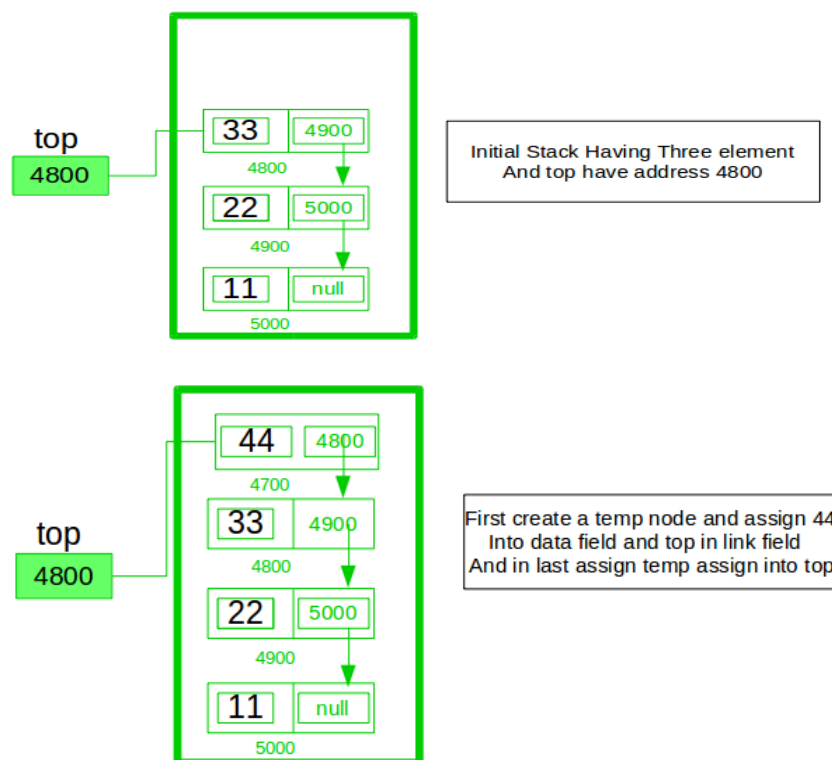 top
4800
33 4900
4800
22 5000
4900
11 null
5000
Initial Stack Having Three element
And top have address 4800
top
4800
44 4800
4700
33 4900
4800
22 5000
4900
11 null
5000
First create a temp node and assign 44
Into data field and top in link field
And in last assign temp assign into top